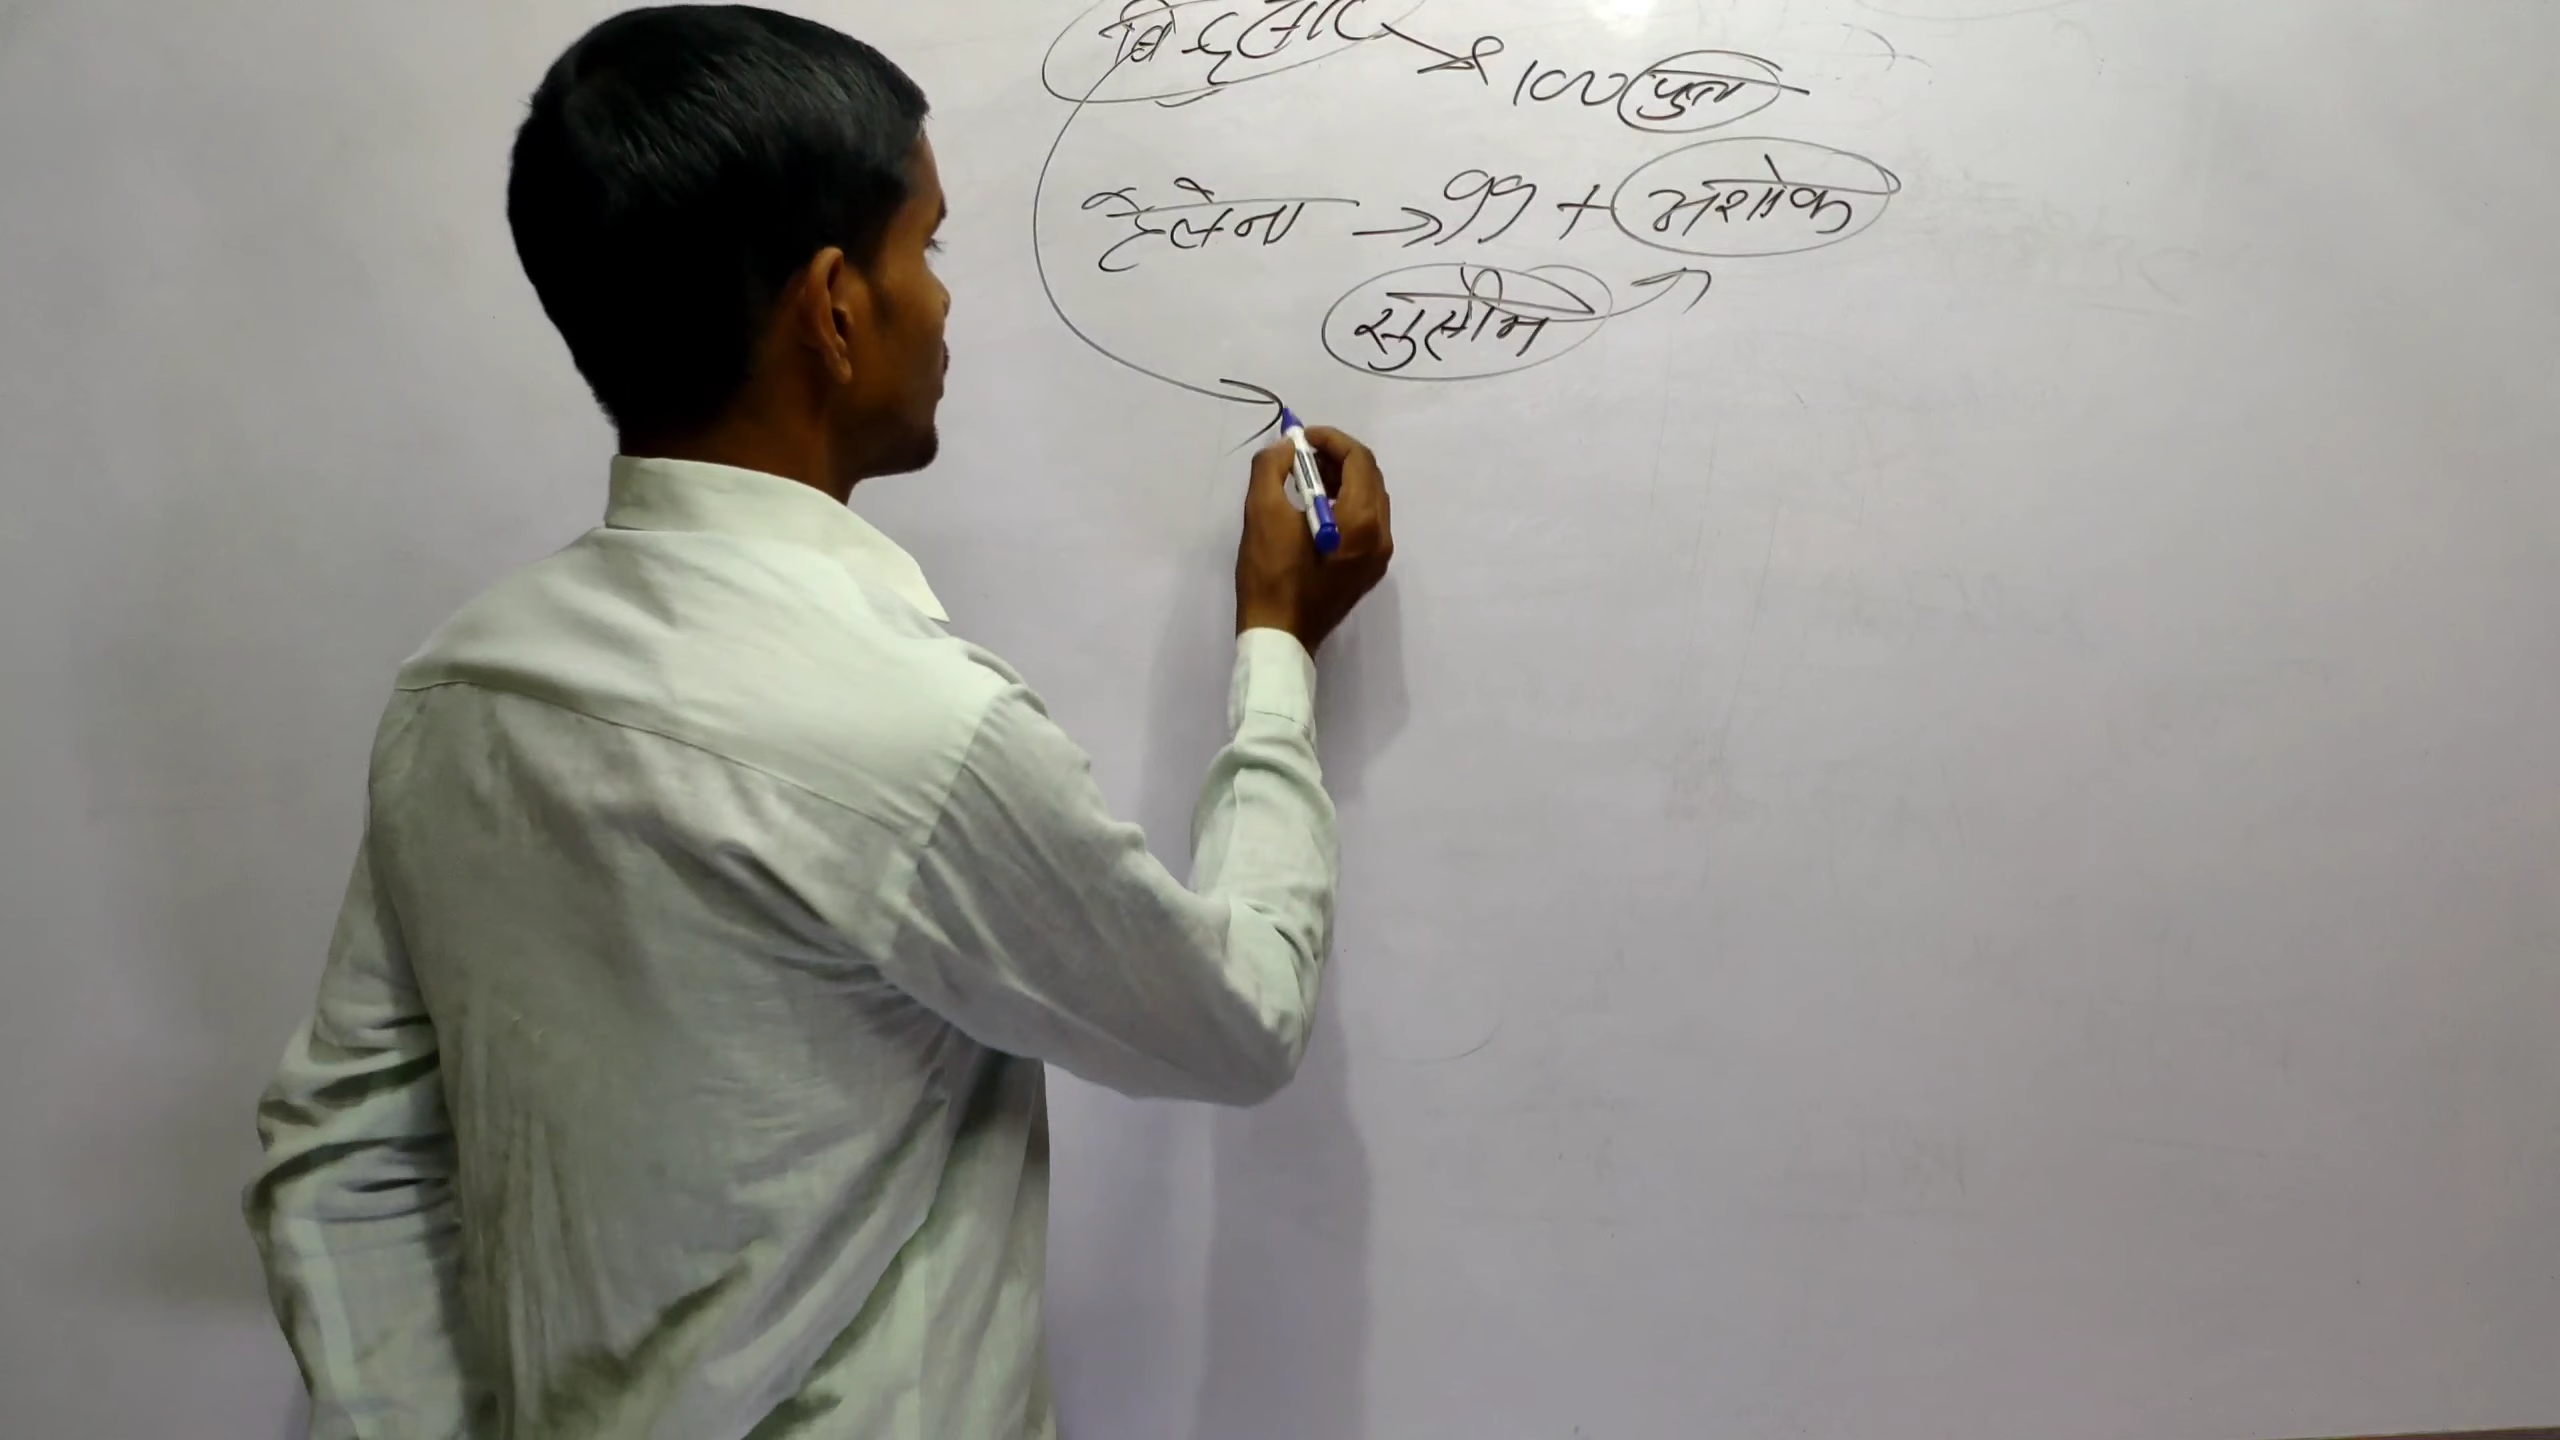 बिंदुसार → 100 पुत्र
हेलेना → 99 + अशोक
सुसीम